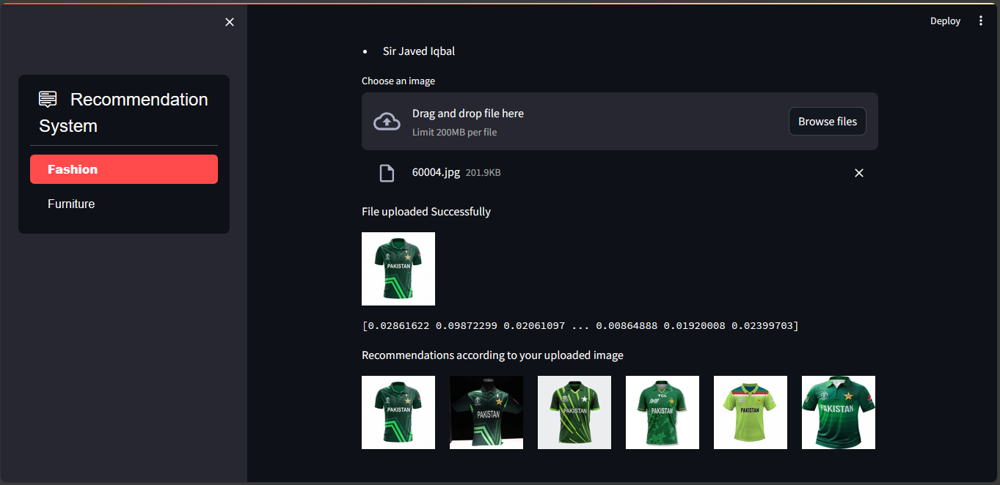 Deploy
Recommendation
System
Fashion
Furniture
Sir Javed Iqbal
Choose an image
Drag and drop file here
Limit 200MB per file
Browse files
60004.jpg 201.9KB
File uploaded Successfully
PAKISTAN
[0.02861622 0.09872299 0.02061097 ... 0.00864888 0.01920008 0.02399703]
Recommendations according to your uploaded image
PAKISTAN
PAKISTAN
PAKISTAN
TCL
PAKISTAN
PAKISTAN
PAKISTAN